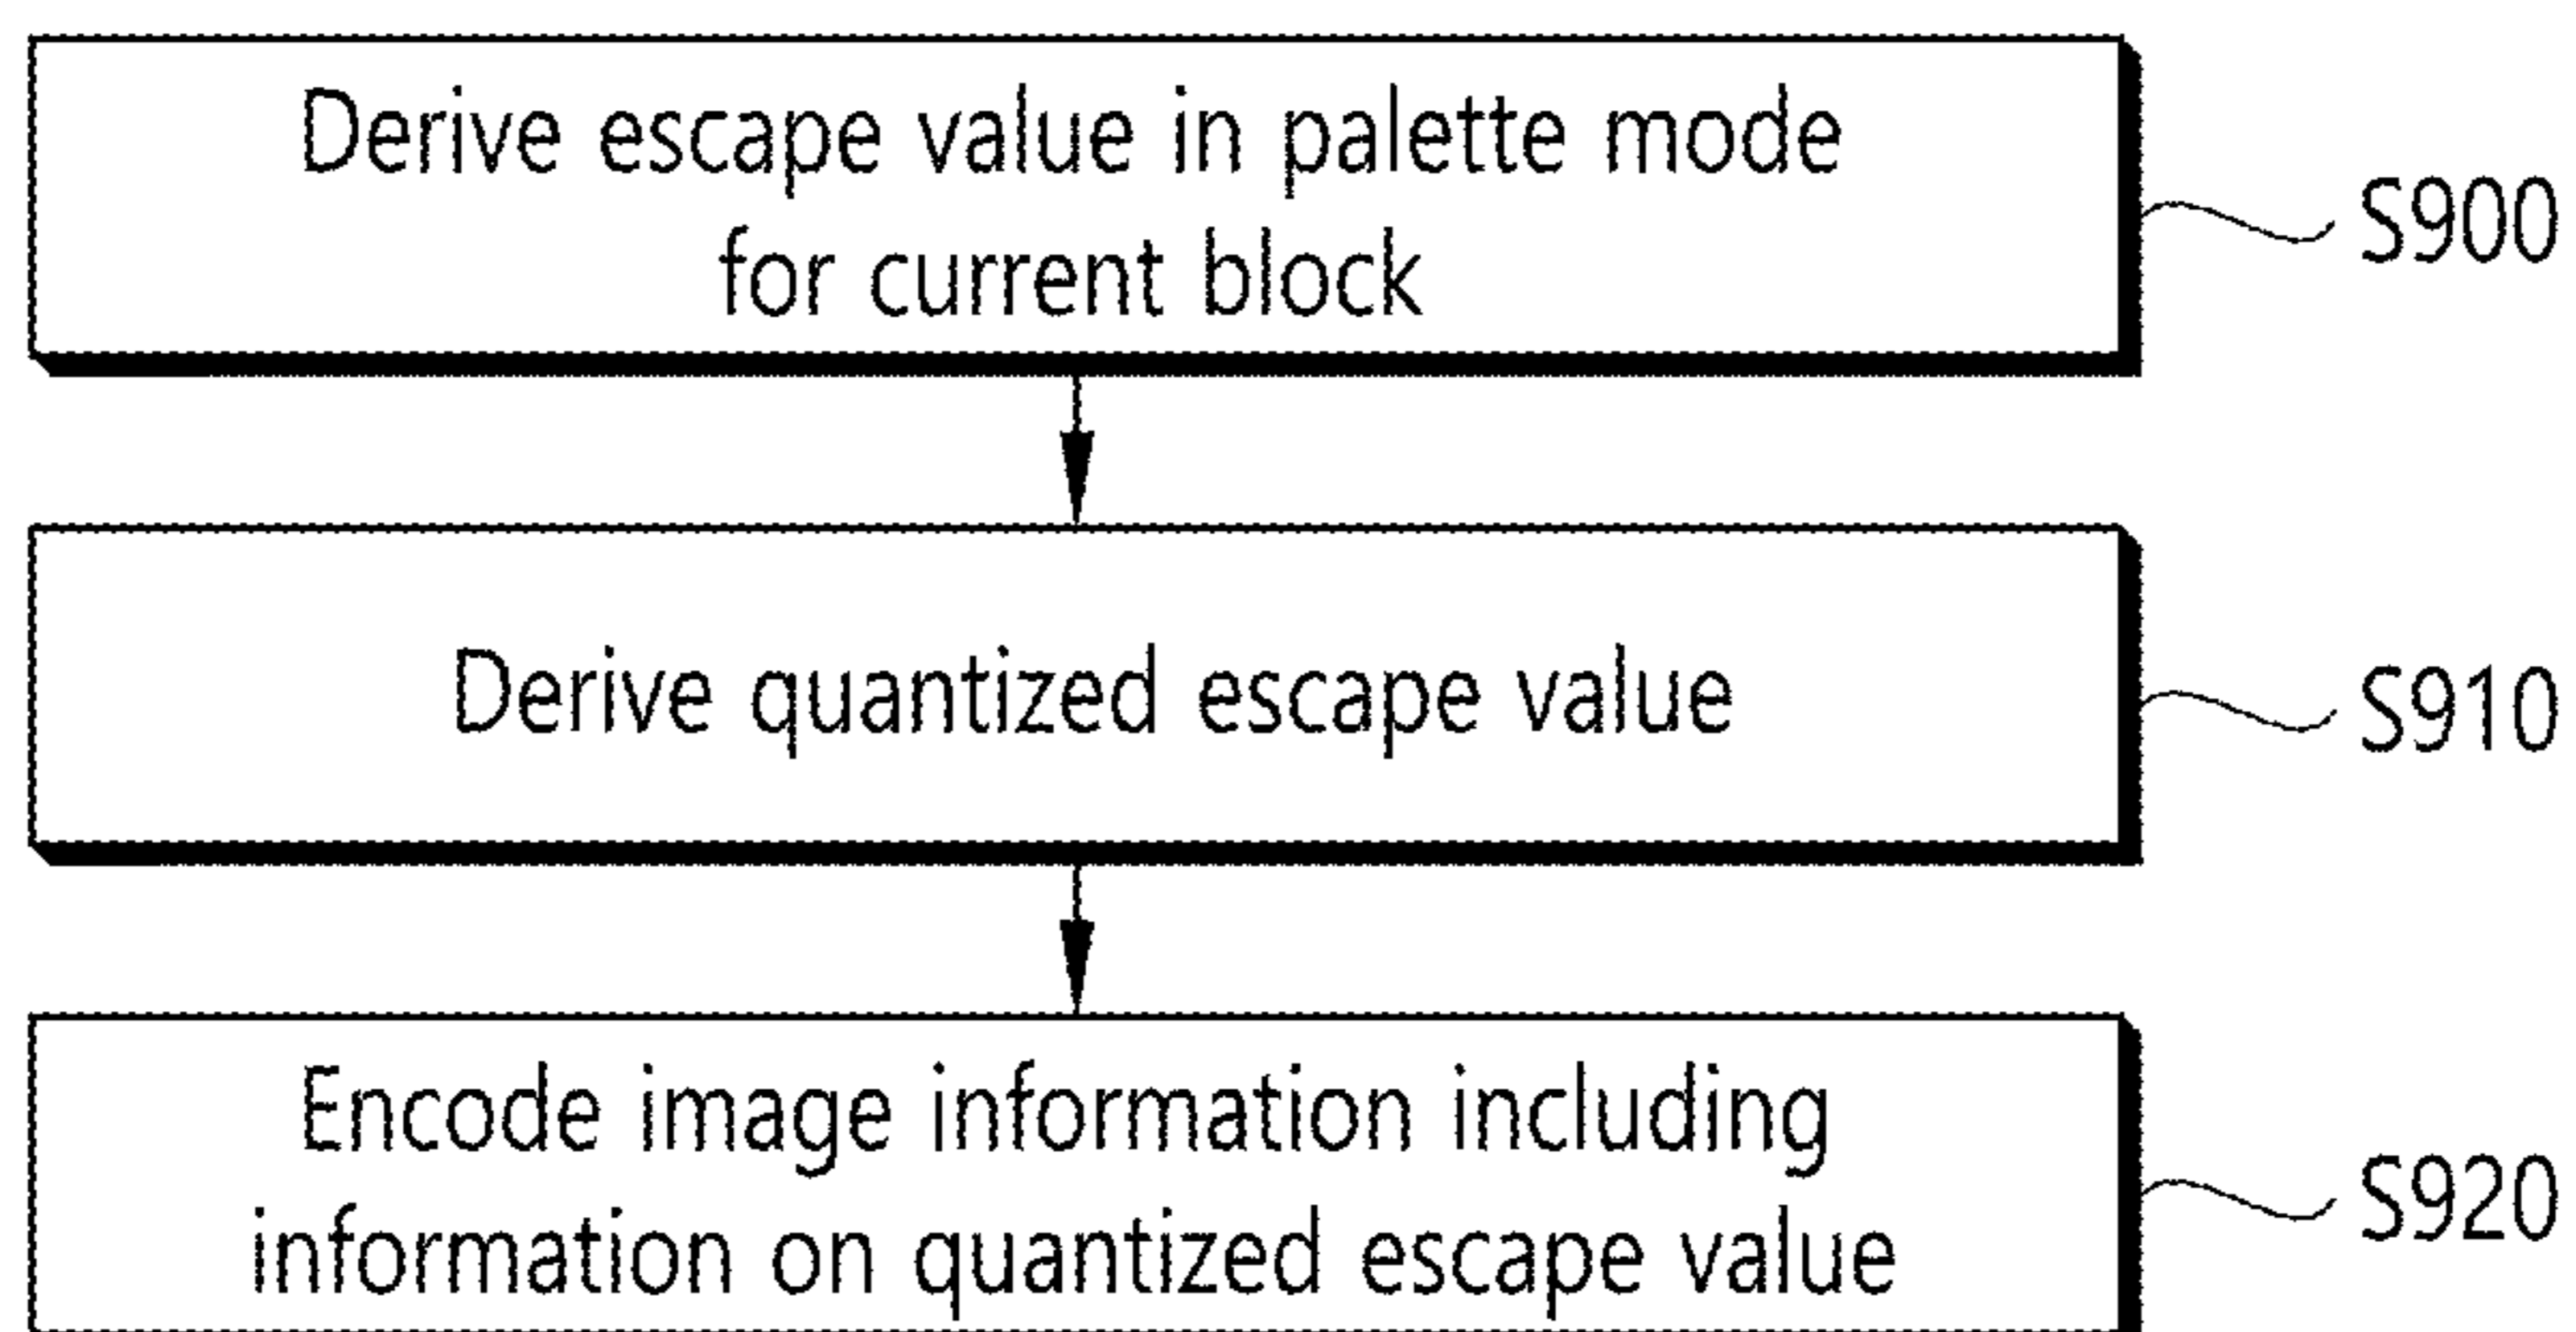 Derive escape value in palette mode
for current block
S900
Derive quantized escape value
S910
Encode image information including
information on quantized escape value
S920